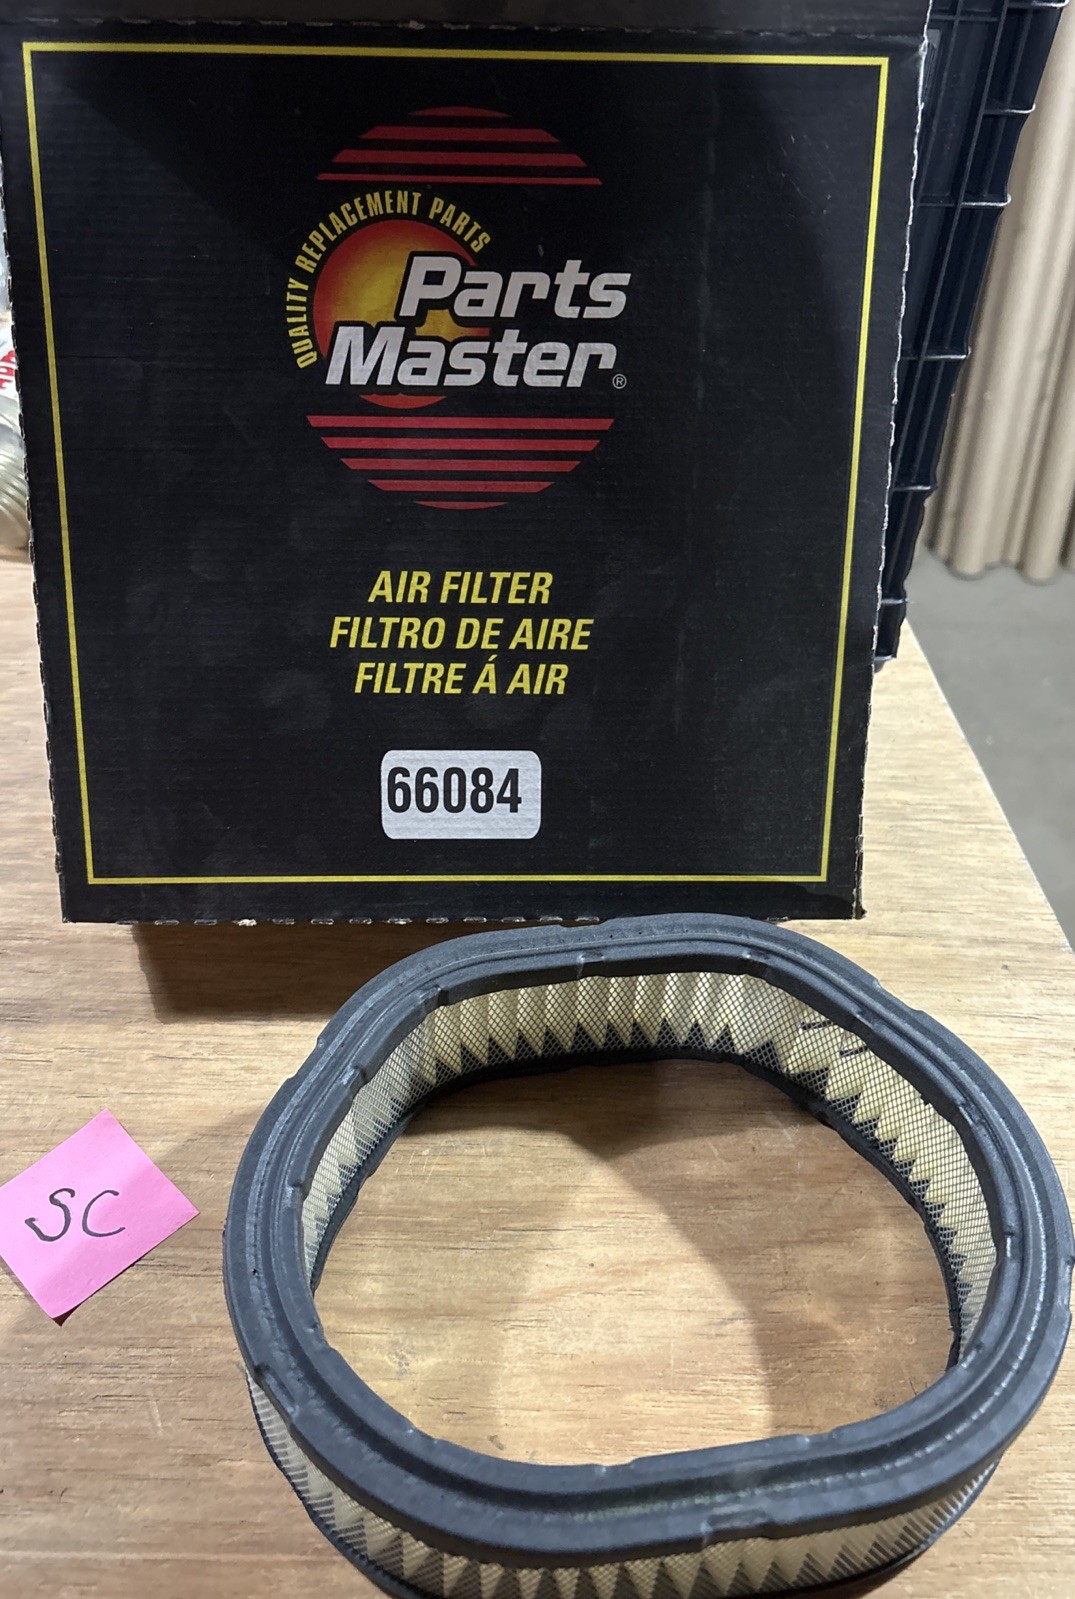 QUALITY REPLACEMENT PARTS
Parts
Master®
AIR FILTER
FILTRO DE AIRE
FILTRE Á AIR
66084
SC